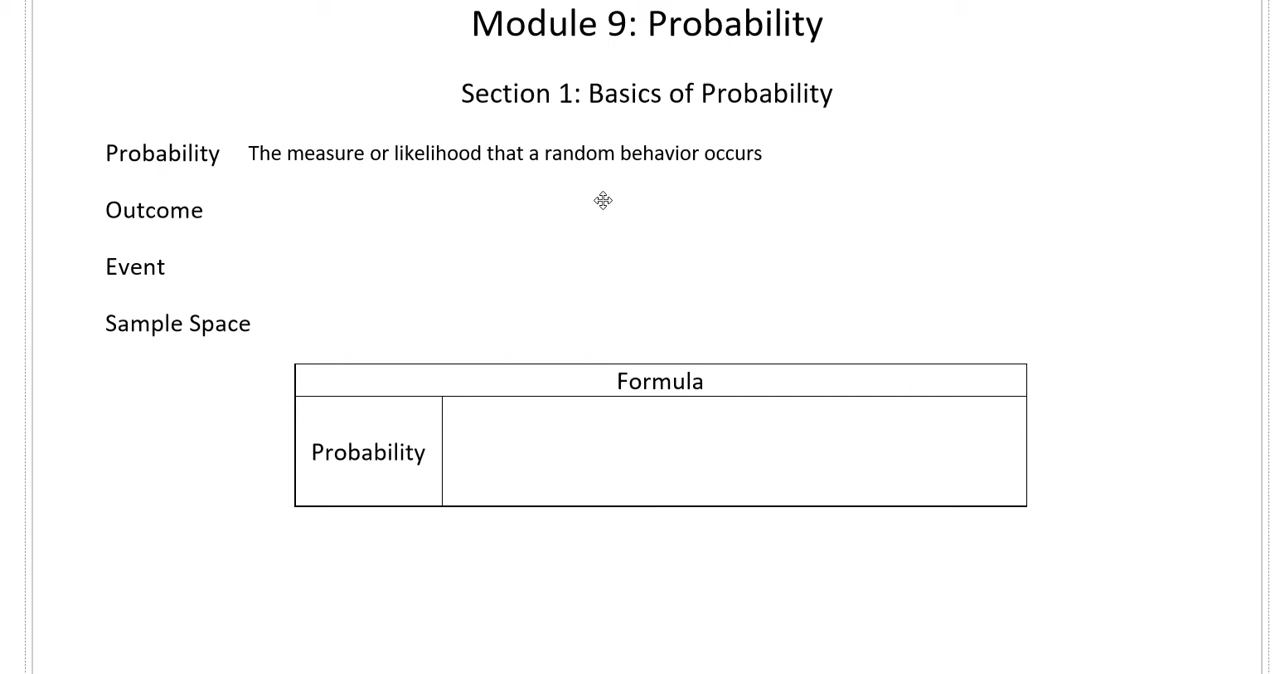 Module 9: Probability
Section 1: Basics of Probability
Probability The measure or likelihood that a random behavior occurs
Outcome
Event
Sample Space
Formula
Probability